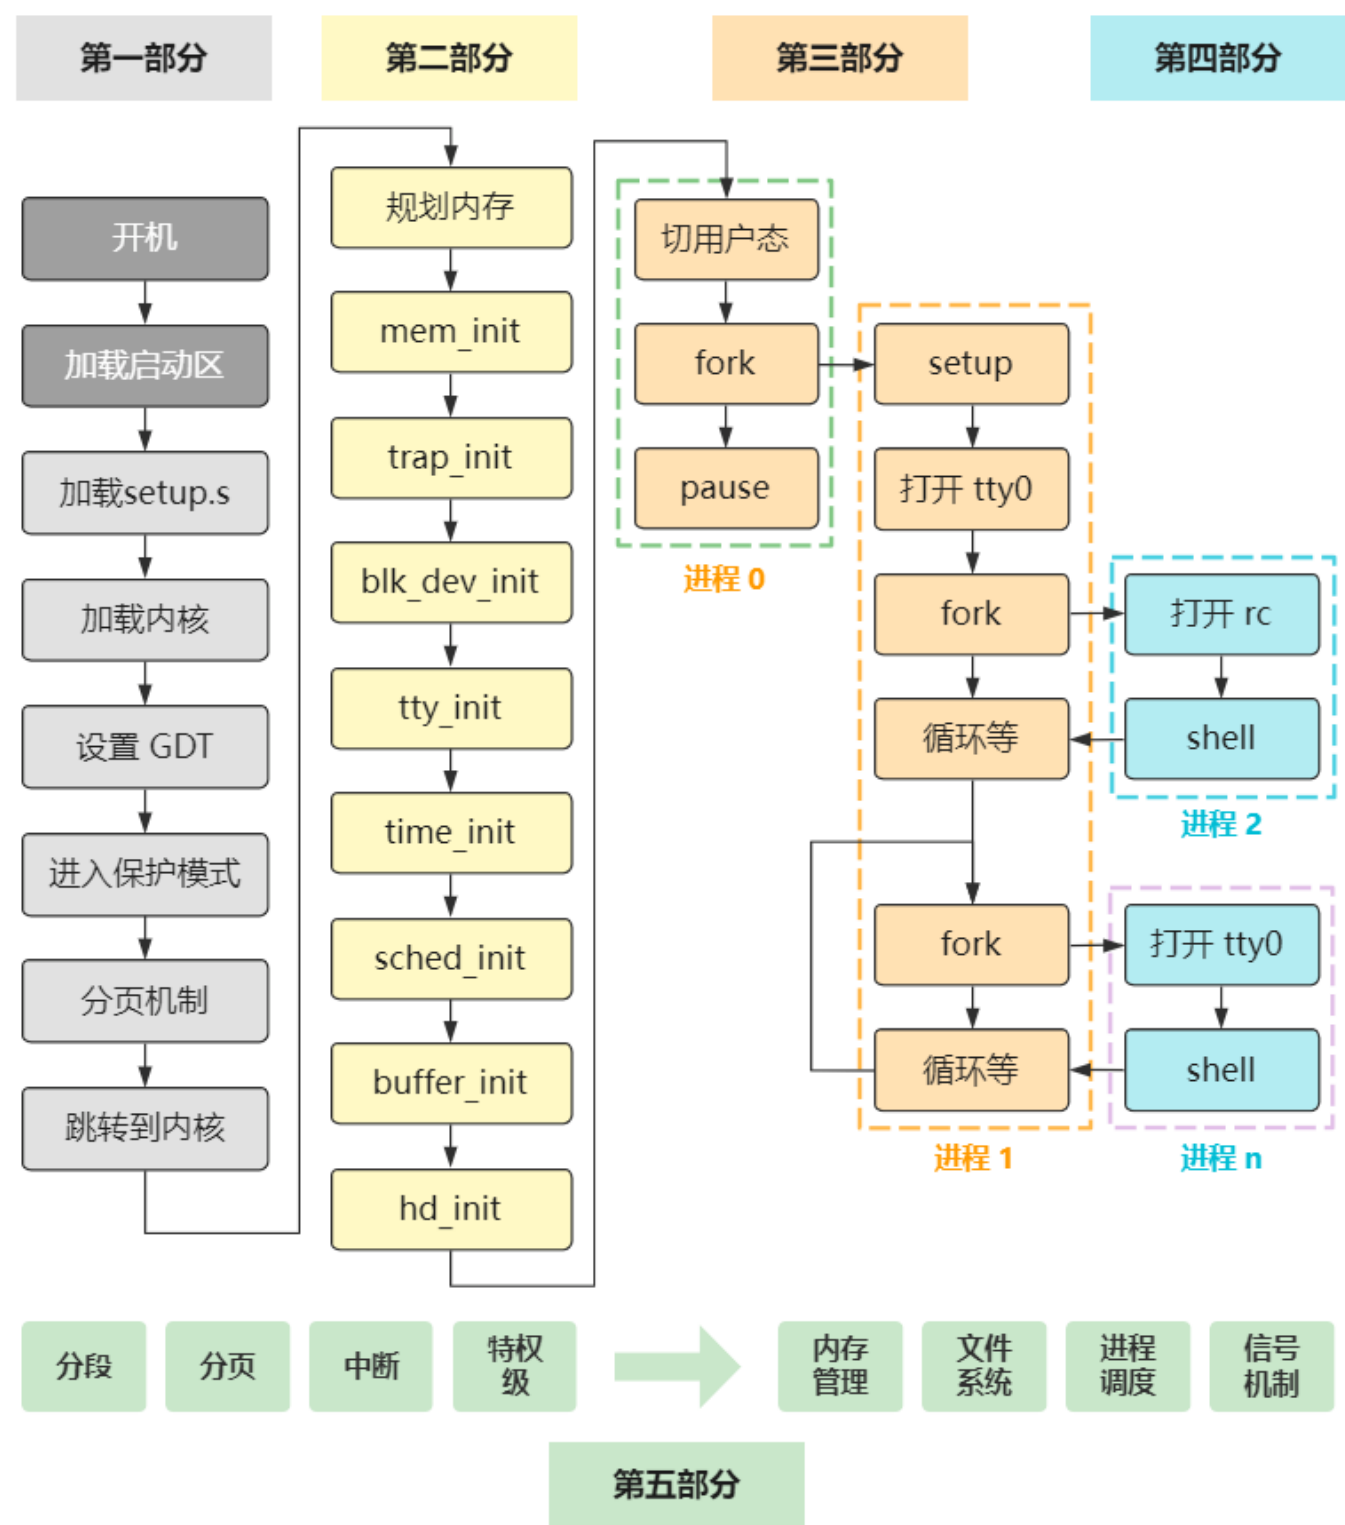 第一部分
第二部分
第三部分
第四部分
开机
加载启动区
加载setup.s
加载内核
设置 GDT
进入保护模式
分页机制
跳转到内核
规划内存
mem_init
trap_init
blk_dev_init
tty_init
time_init
sched_init
buffer_init
hd_init
切用户态
fork
pause
进程 0
setup
打开 tty0
fork
循环等
fork
循环等
进程 1
打开 rc
shell
进程 2
打开 tty0
shell
进程 n
分段
分页
中断
特权
级
内存
管理
文件
系统
进程
调度
信号
机制
第五部分